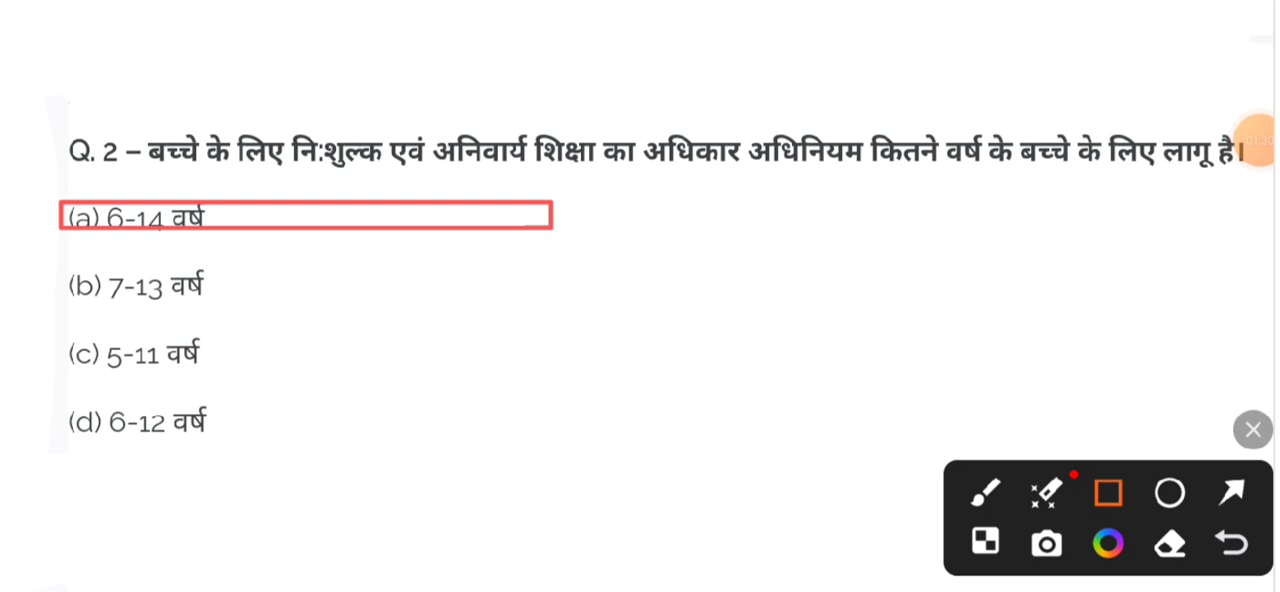 Q. 2 – बच्चे के लिए नि:शुल्क एवं अनिवार्य शिक्षा का अधिकार अधिनियम कितने वर्ष के बच्चे के लिए लागू है।
(a) 6-14 वर्ष
(b) 7-13 वर्ष
(c) 5-11 वर्ष
(d) 6-12 वर्ष